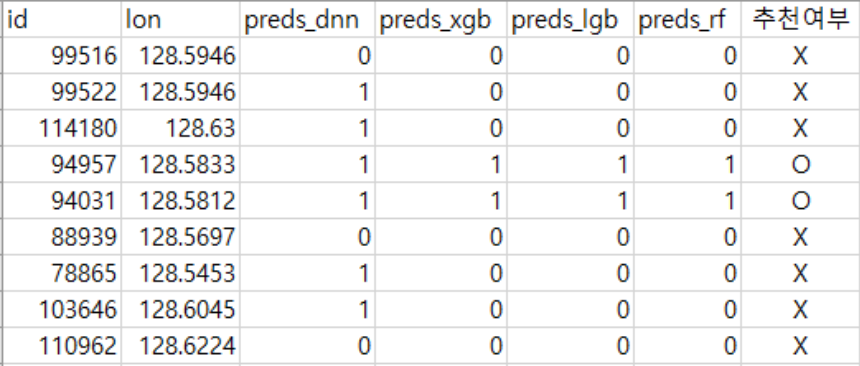 id lon preds_dnn preds_xgb preds_lgb preds_rf 추천여부
99516 128.5946 0 0 0 0 X
99522 128.5946 1 0 0 0 X
114180 128.63 1 0 0 0 X
94957 128.5833 1 1 1 1 O
94031 128.5812 1 1 1 1 O
88939 128.5697 0 0 0 0 X
78865 128.5453 1 0 0 0 X
103646 128.6045 1 0 0 0 X
110962 128.6224 0 0 0 0 X